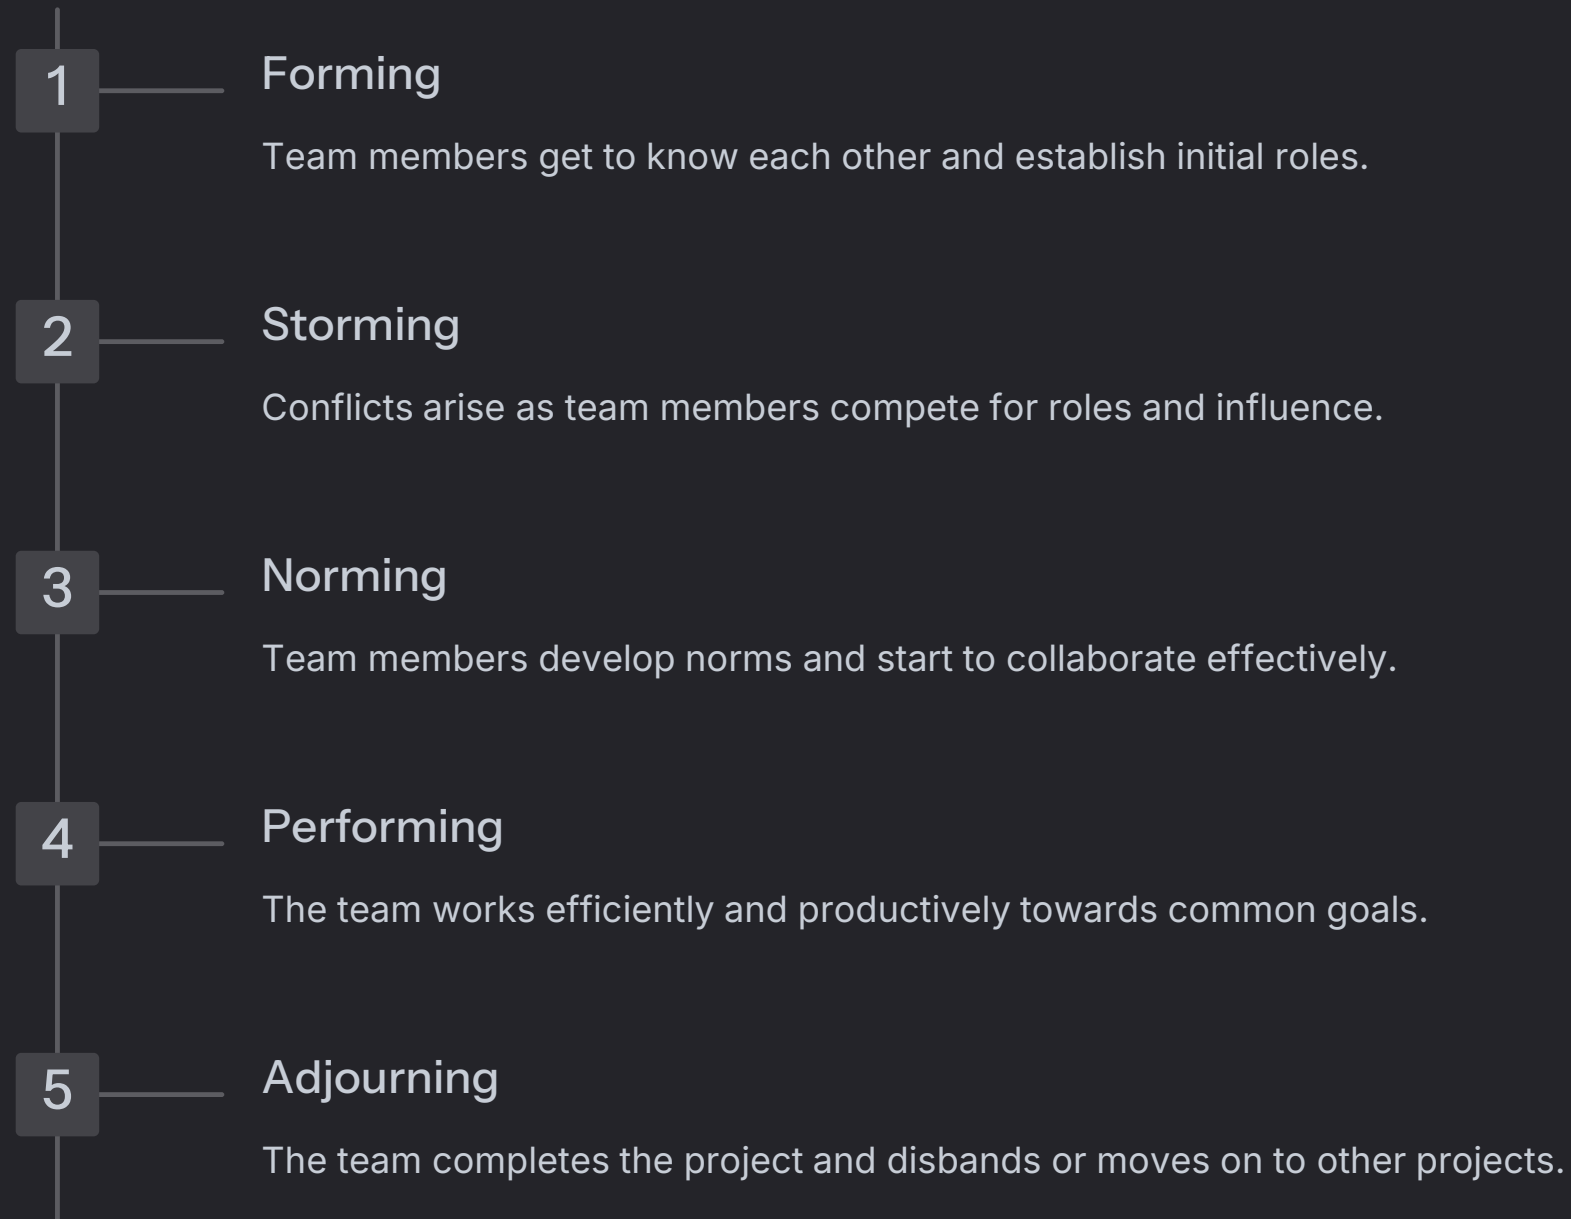 1
Forming
Team members get to know each other and establish initial roles.
2
Storming
Conflicts arise as team members compete for roles and influence.
3
Norming
Team members develop norms and start to collaborate effectively.
4
Performing
The team works efficiently and productively towards common goals.
5
Adjourning
The team completes the project and disbands or moves on to other projects.